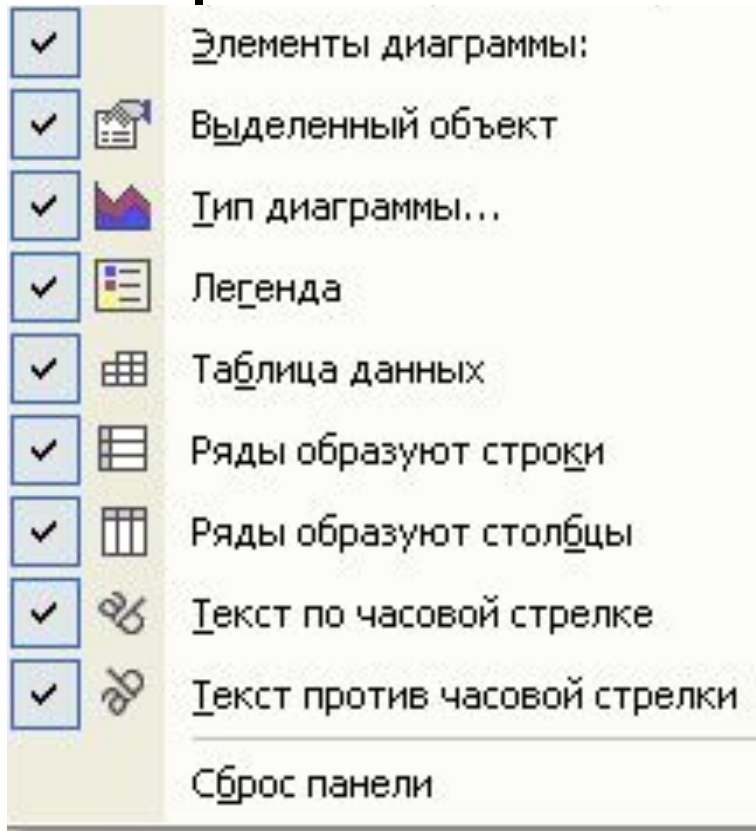 Элементы диаграммы:
Выделенный объект
Тип диаграммы...
Легенда
Таблица данных
Ряды образуют строки
Ряды образуют столбцы
Текст по часовой стрелке
Текст против часовой стрелки
Сброс панели